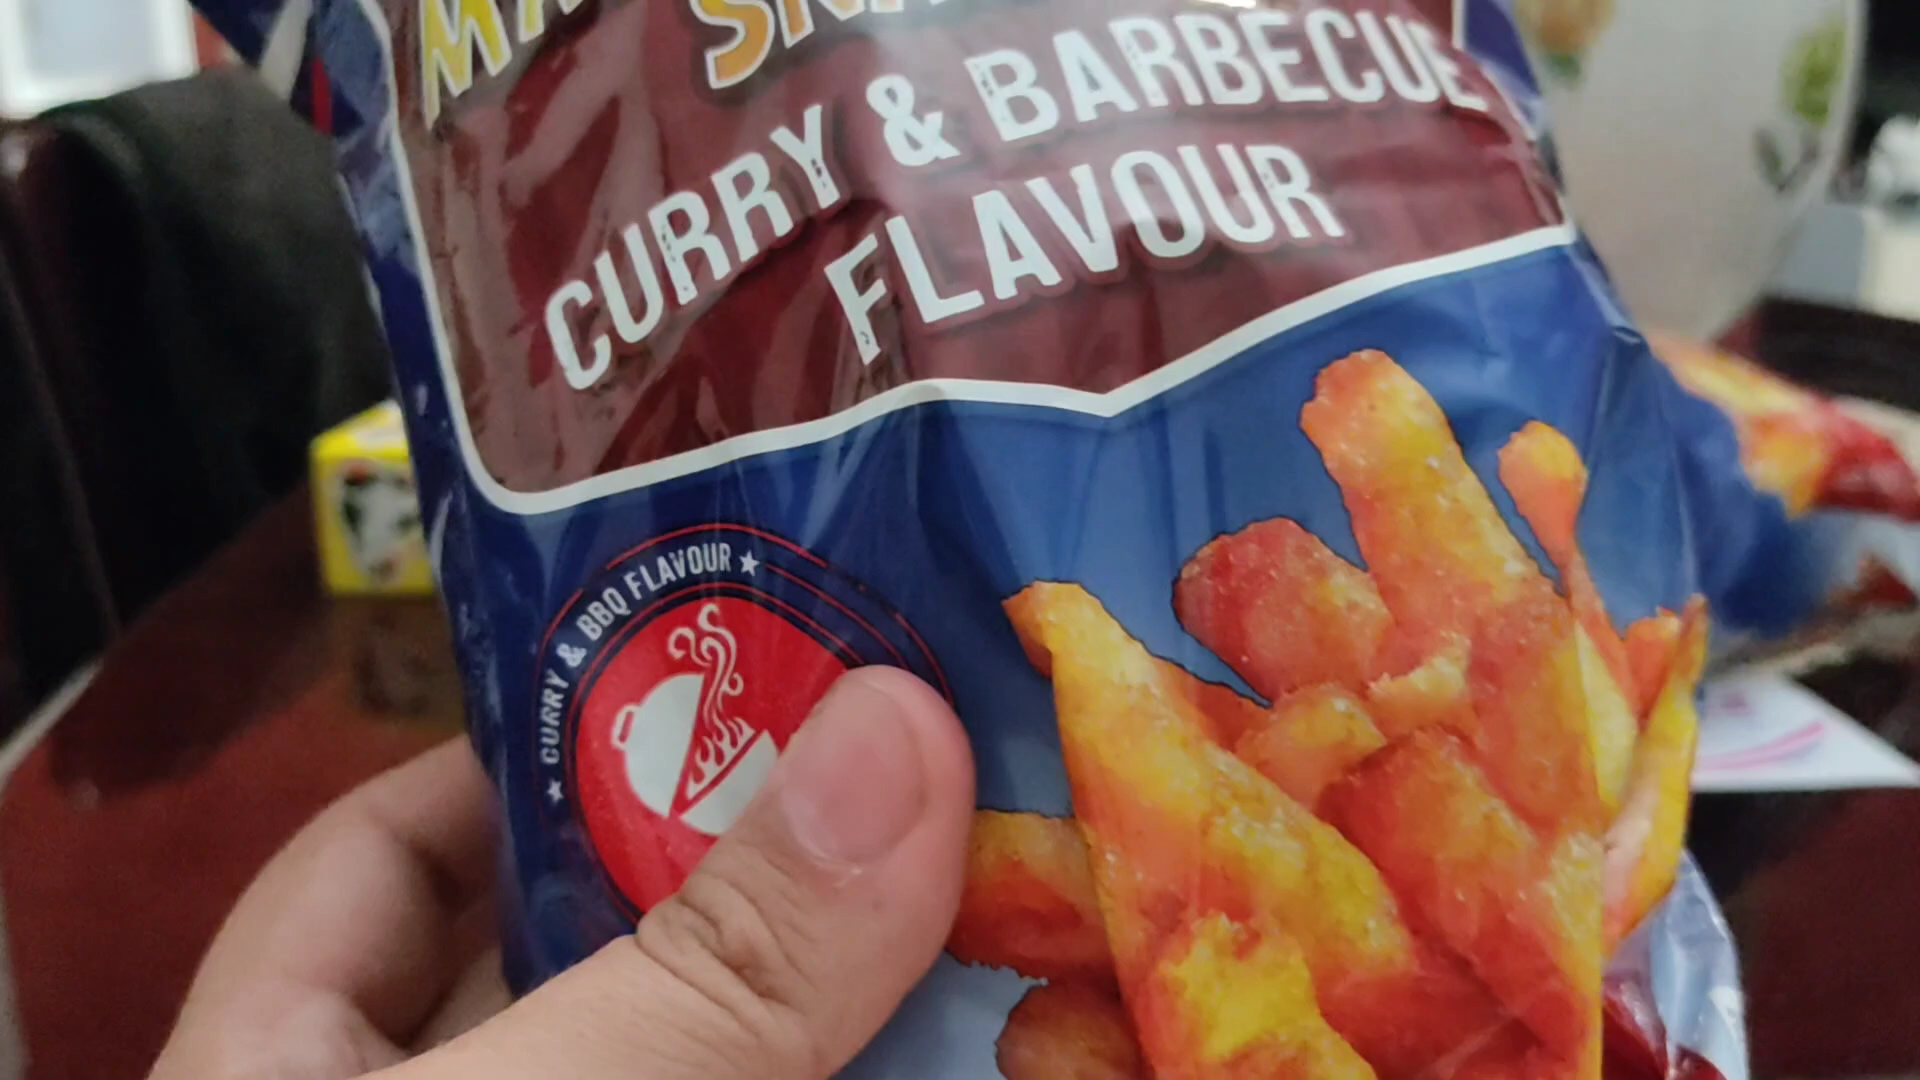 CURRY & BARBECUE
FLAVOUR
★ CURRY & BBQ FLAVOUR ★